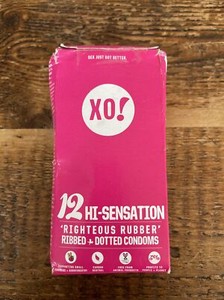 SEX, JUST GOT BETTER
XO!
12 HI-SENSATION
"RIGHTEOUS RUBBER"
RIBBED + DOTTED CONDOMS